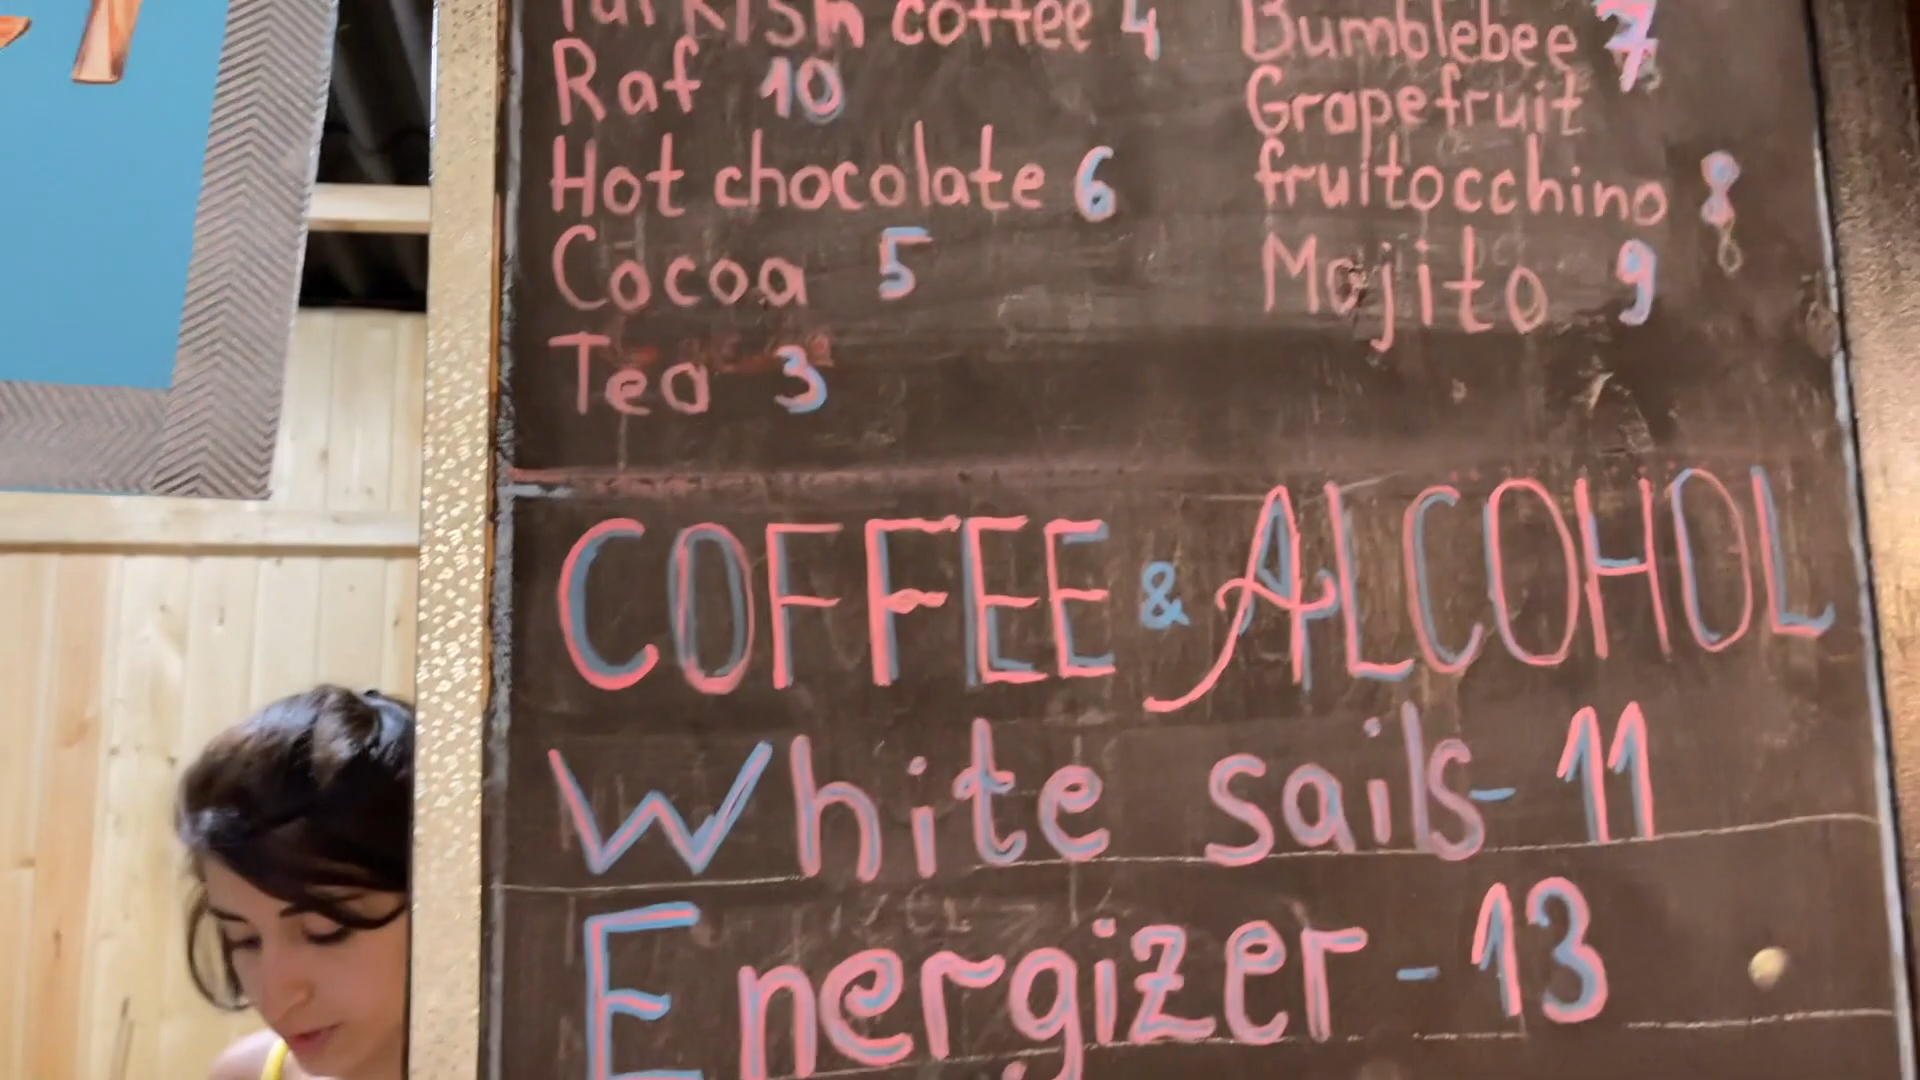 Turkish coffee 4
Raf 10
Hot chocolate 6
Cocoa 5
Tea 3
Bumblebee 7
Grapefruit
fruitocchino 8
Mojito 9
COFFEE & ALCOHOL
White sails - 11
Energizer - 13